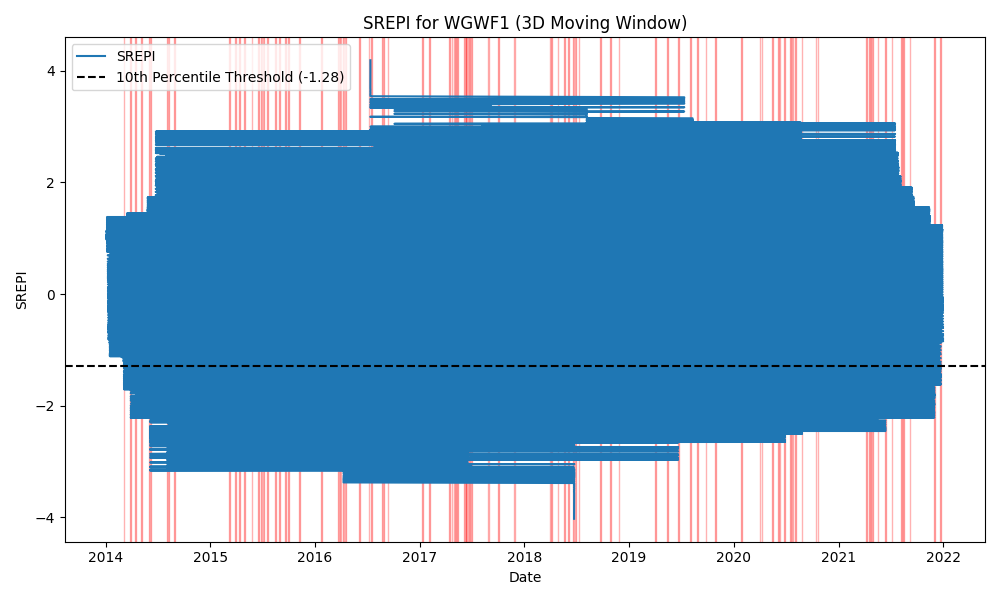 SREPI for WGWF1 (3D Moving Window)
SREPI
10th Percentile Threshold (-1.28)
SREPI
4
2
0
−2
−4
2014 2015 2016 2017 2018 2019 2020 2021 2022
Date